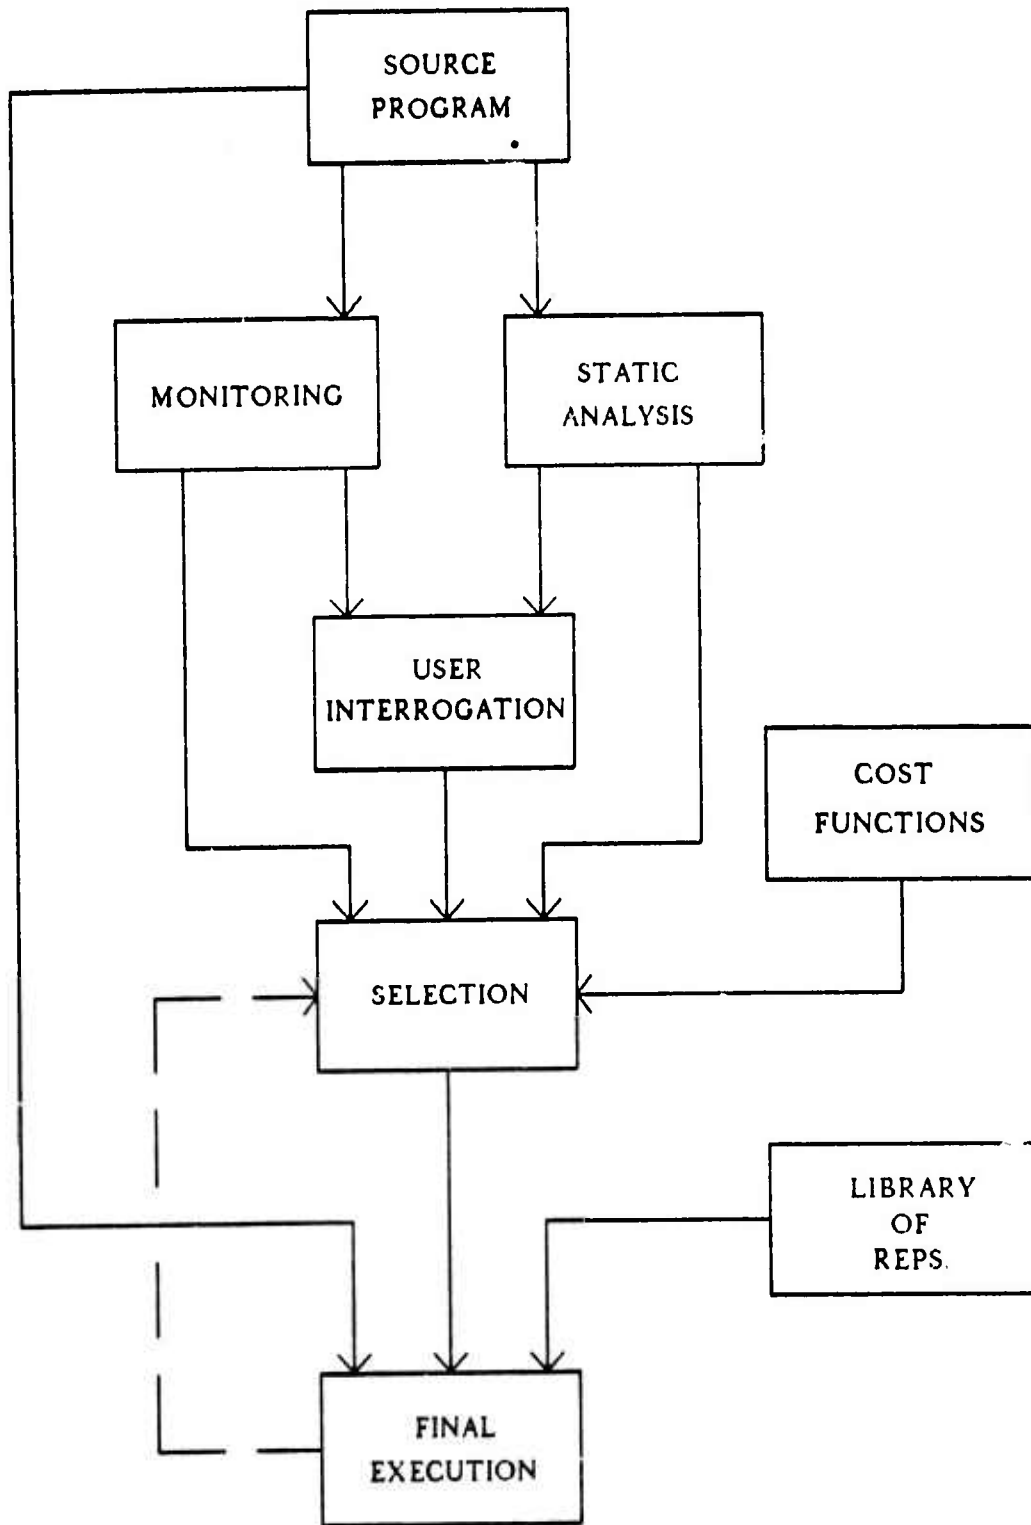 SOURCE
PROGRAM
MONITORING
STATIC
ANALYSIS
USER
INTERROGATION
COST
FUNCTIONS
SELECTION
LIBRARY
OF
REPS.
FINAL
EXECUTION